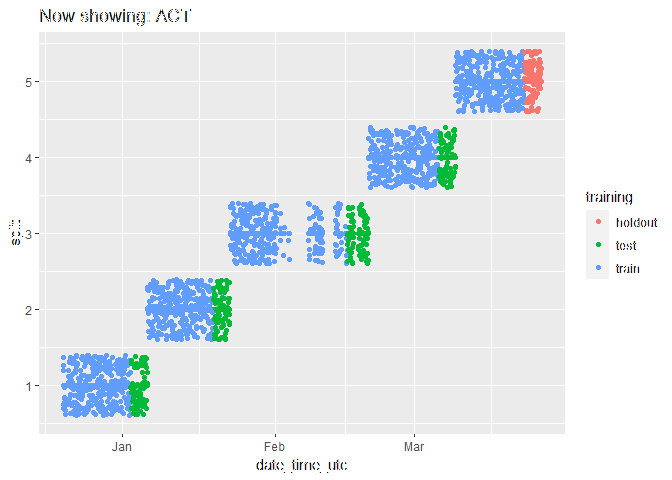 Now showing: ACT
5
4
3
2
1
split
Jan Feb Mar
date_time_utc
training
holdout
test
train